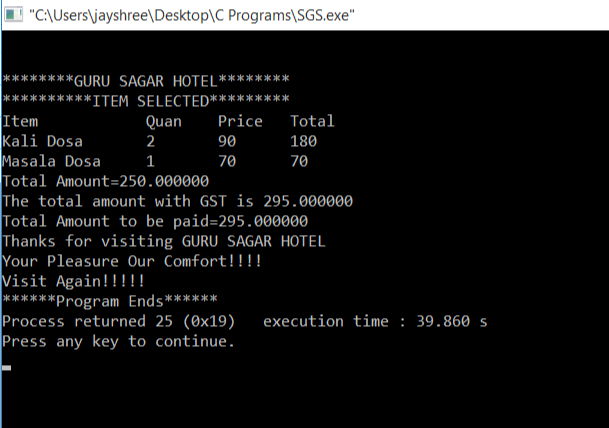 "C:\Users\jayshree\Desktop\C Programs\SGS.exe"
********GURU SAGAR HOTEL********
**********ITEM SELECTED*********
Item Quan Price Total
Kali Dosa 2 90 180
Masala Dosa 1 70 70
Total Amount=250.000000
The total amount with GST is 295.000000
Total Amount to be paid=295.000000
Thanks for visiting GURU SAGAR HOTEL
Your Pleasure Our Comfort!!!!
Visit Again!!!!!
******Program Ends******
Process returned 25 (0x19) execution time : 39.860 s
Press any key to continue.